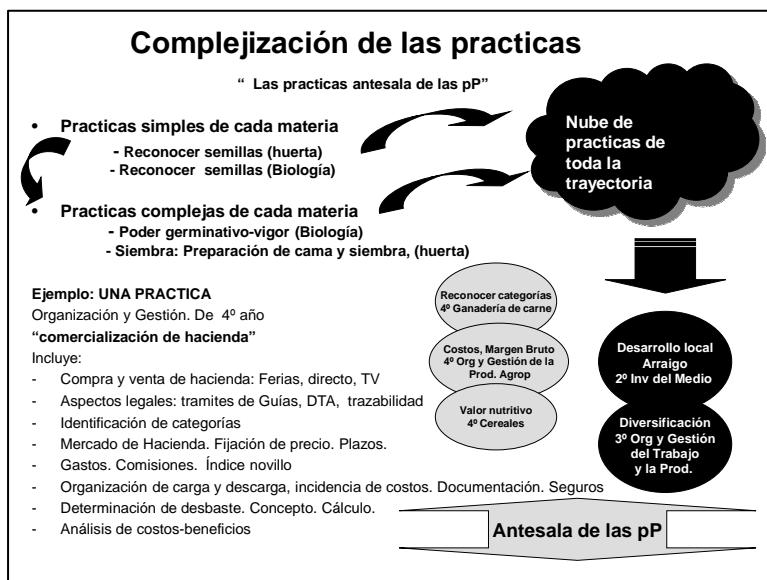 Complejización de las practicas
“ Las practicas antesala de las pP”
• Practicas simples de cada materia
- Reconocer semillas (huerta)
- Reconocer semillas (Biología)
• Practicas complejas de cada materia
- Poder germinativo-vigor (Biología)
- Siembra: Preparación de cama y siembra, (huerta)
Nube de
practicas de
toda la
trayectoria
Ejemplo: UNA PRACTICA
Organización y Gestión. De 4º año
“comercialización de hacienda”
Incluye:
- Compra y venta de hacienda: Ferias, directo, TV
- Aspectos legales: tramites de Guías, DTA, trazabilidad
- Identificación de categorías
- Mercado de Hacienda. Fijación de precio. Plazos.
- Gastos. Comisiones. Índice novillo
- Organización de carga y descarga, incidencia de costos. Documentación. Seguros
- Determinación de desbaste. Concepto. Cálculo.
- Análisis de costos-beneficios
Reconocer categorías
4º Ganadería de carne
Costos, Margen Bruto
4º Org y Gestión de la
Prod. Agrop
Valor nutritivo
4º Cereales
Desarrollo local
Arraigo
2º Inv del Medio
Diversificación
3º Org y Gestión
del Trabajo
y la Prod.
Antesala de las pP